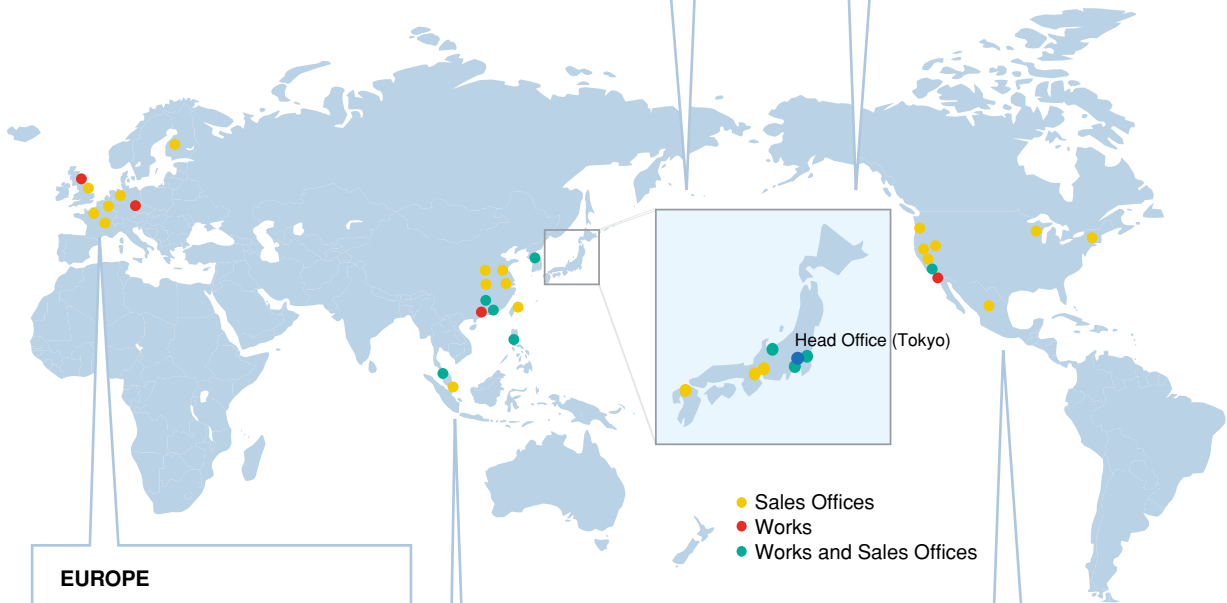 Head Office (Tokyo)
Sales Offices
Works
Works and Sales Offices
EUROPE